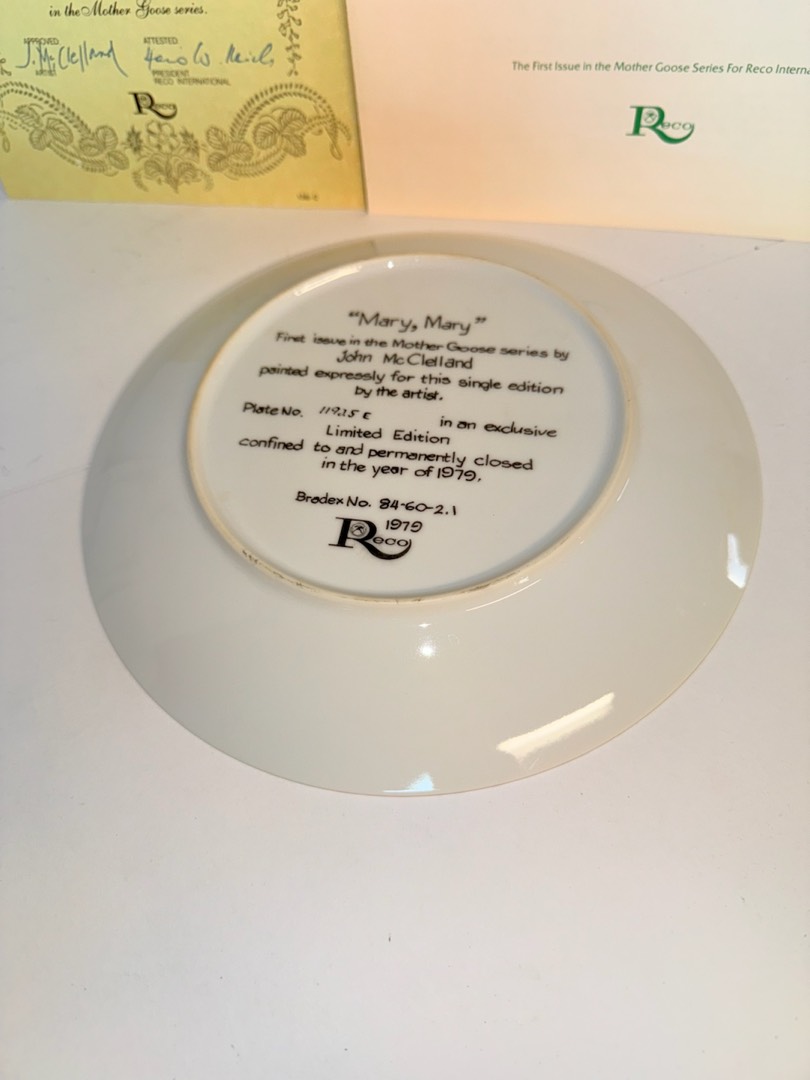 in the Mother Goose series.
APPROVED
J. McClelland
ARTIST
ATTESTED
PRESIDENT
RECO INTERNATIONAL
Reco
The First Issue in the Mother Goose Series For Reco Interna
Reco
"Mary, Mary"
First issue in the Mother Goose series by
John McClelland
painted expressly for this single edition
by the artist.
Plate No. 11915 E in an exclusive
Limited Edition
confined to and permanently closed
in the year of 1979.
Bradex No. 84-60-2.1
1979
Reco